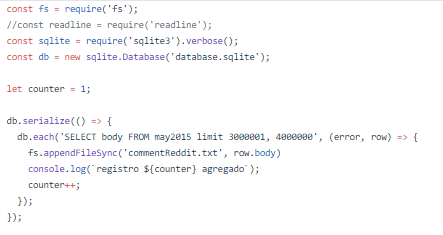 const fs = require('fs');
//const readline = require('readline');
const sqlite = require('sqlite3').verbose();
const db = new sqlite.Database('database.sqlite');
let counter = 1;
db.serialize(() => {
db.each('SELECT body FROM may2015 limit 3000001, 4000000', (error, row) => {
fs.appendFileSync('commentReddit.txt', row.body)
console.log(`registro ${counter} agregado`);
counter++;
});
});